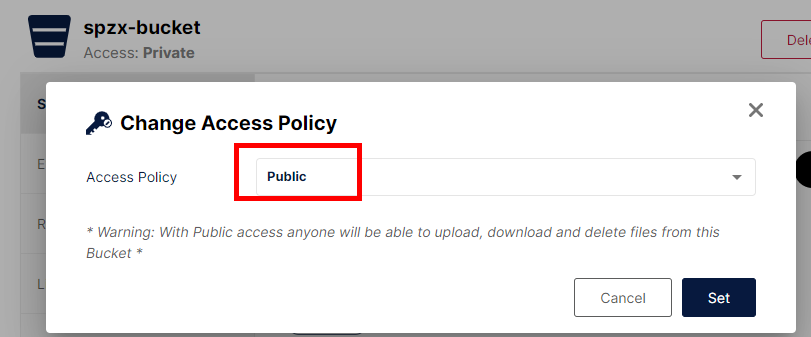 spzx-bucket
Access: Private
Dele
S
Change Access Policy
E
Access Policy
Public
R
* Warning: With Public access anyone will be able to upload, download and delete files from this
Bucket *
L
Cancel
Set